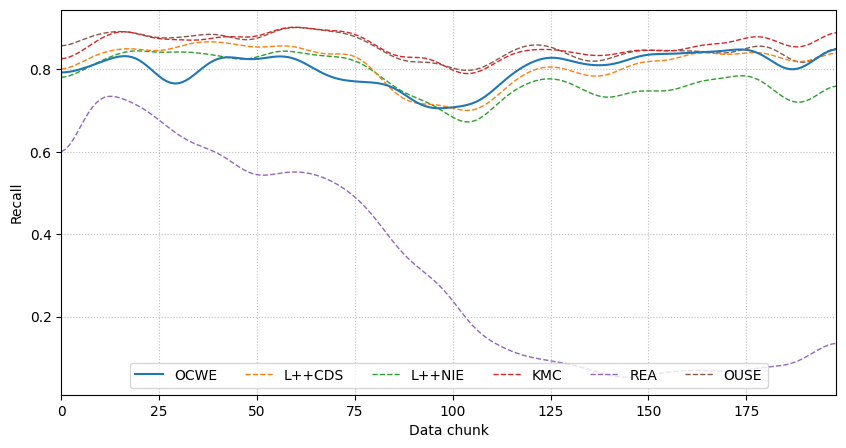 Recall
0.8
0.6
0.4
0.2
OCWE L++CDS L++NIE KMC REA OUSE
0 25 50 75 100 125 150 175
Data chunk